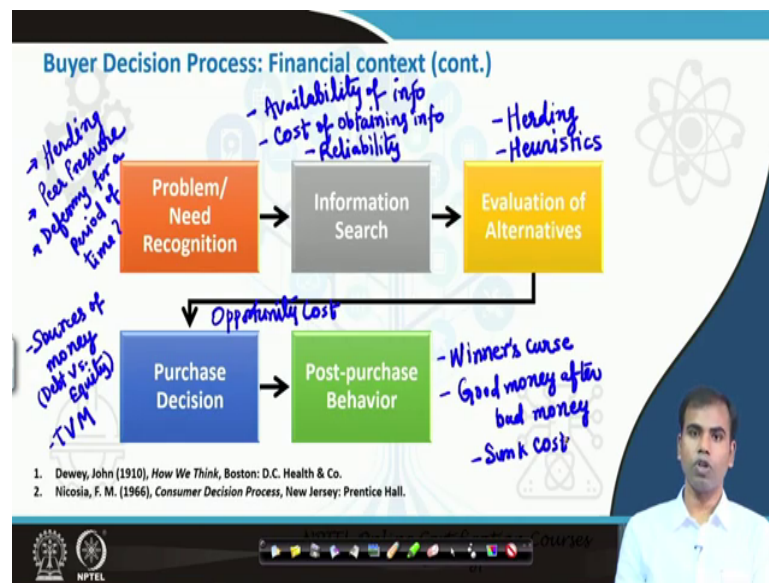 Buyer Decision Process: Financial context (cont.)
→ Herding
→ Peer Pressure
→ Deferring for a
period of
time?
- Availability of info
- Cost of obtaining info
- Reliability
- Herding
- Heuristics
Problem/
Need
Recognition
Information
Search
Evaluation of
Alternatives
Opportunity Cost
- Sources of
money
(Debt vs.
Equity)
- TVM
Purchase
Decision
Post-purchase
Behavior
- Winner's curse
- Good money after
bad money
- Sunk cost
1. Dewey, John (1910), How We Think, Boston: D.C. Health & Co.
2. Nicosia, F. M. (1966), Consumer Decision Process, New Jersey: Prentice Hall.
NPTEL Online Certification Courses
NPTEL